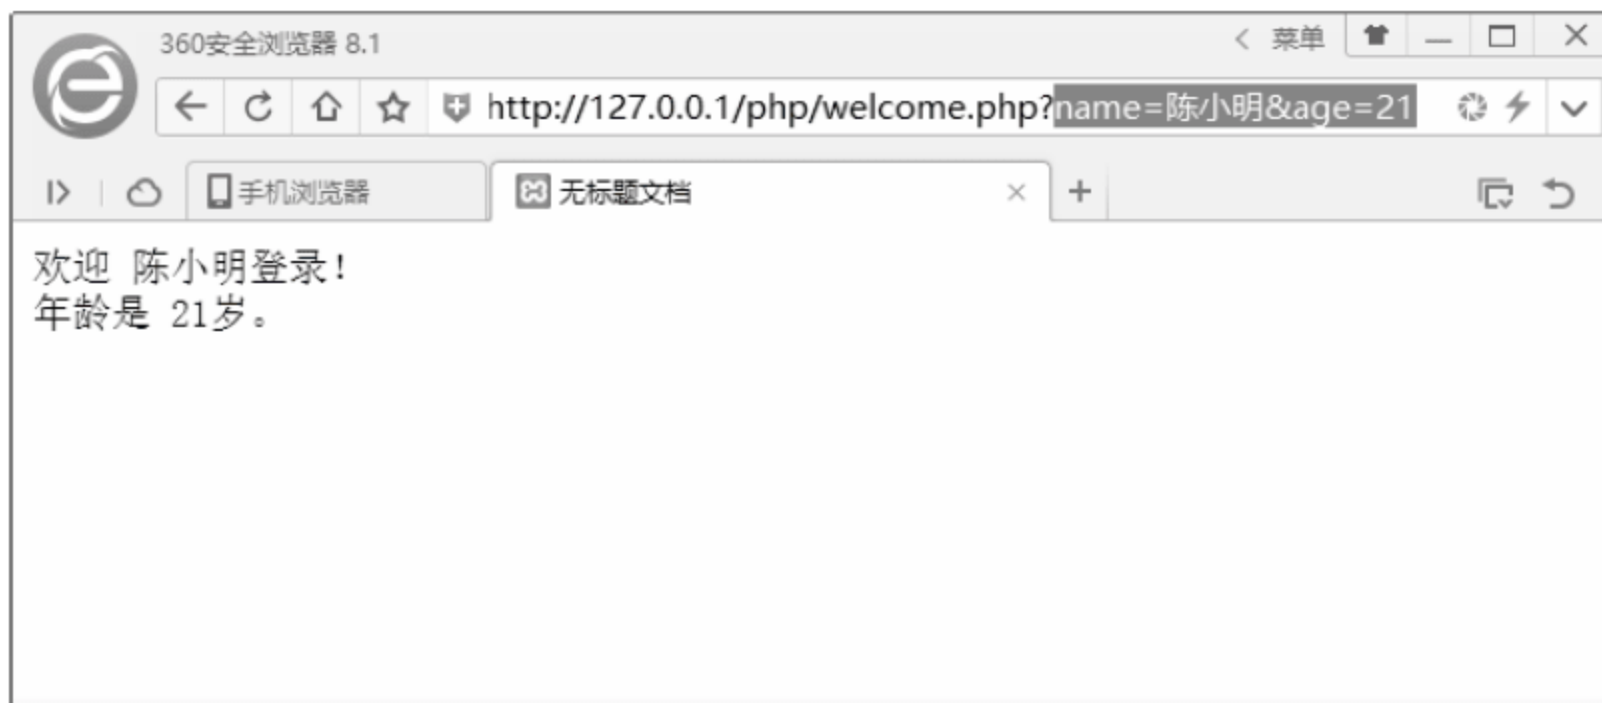 360安全浏览器 8.1
菜单
http://127.0.0.1/php/welcome.php?name=陈小明&age=21
手机浏览器
无标题文档
欢迎 陈小明登录！
年龄是 21岁。